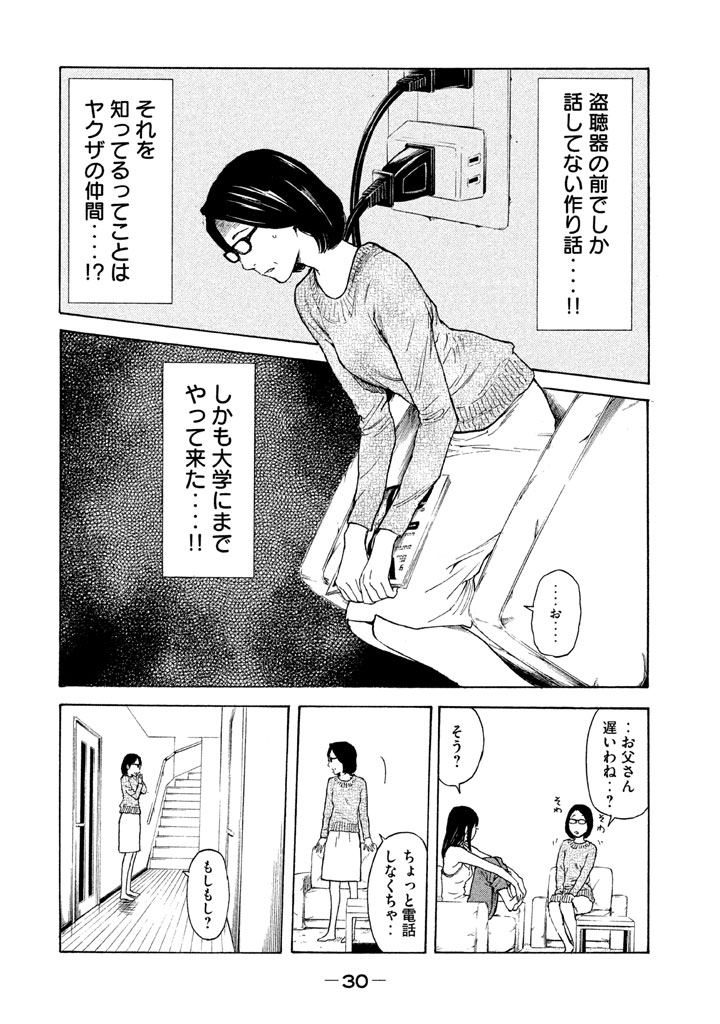 盗聴器の前でしか
話してない作り話‥‥!!
それを
知ってるってことは
ヤクザの仲間‥‥!?
しかも大学にまで
やって来た‥‥!!
‥‥お‥‥
‥お父さん
遅いわね‥?
そわ
そわ
そう?
ちょっと電話
しなくちゃ‥
もしもし?
—30—